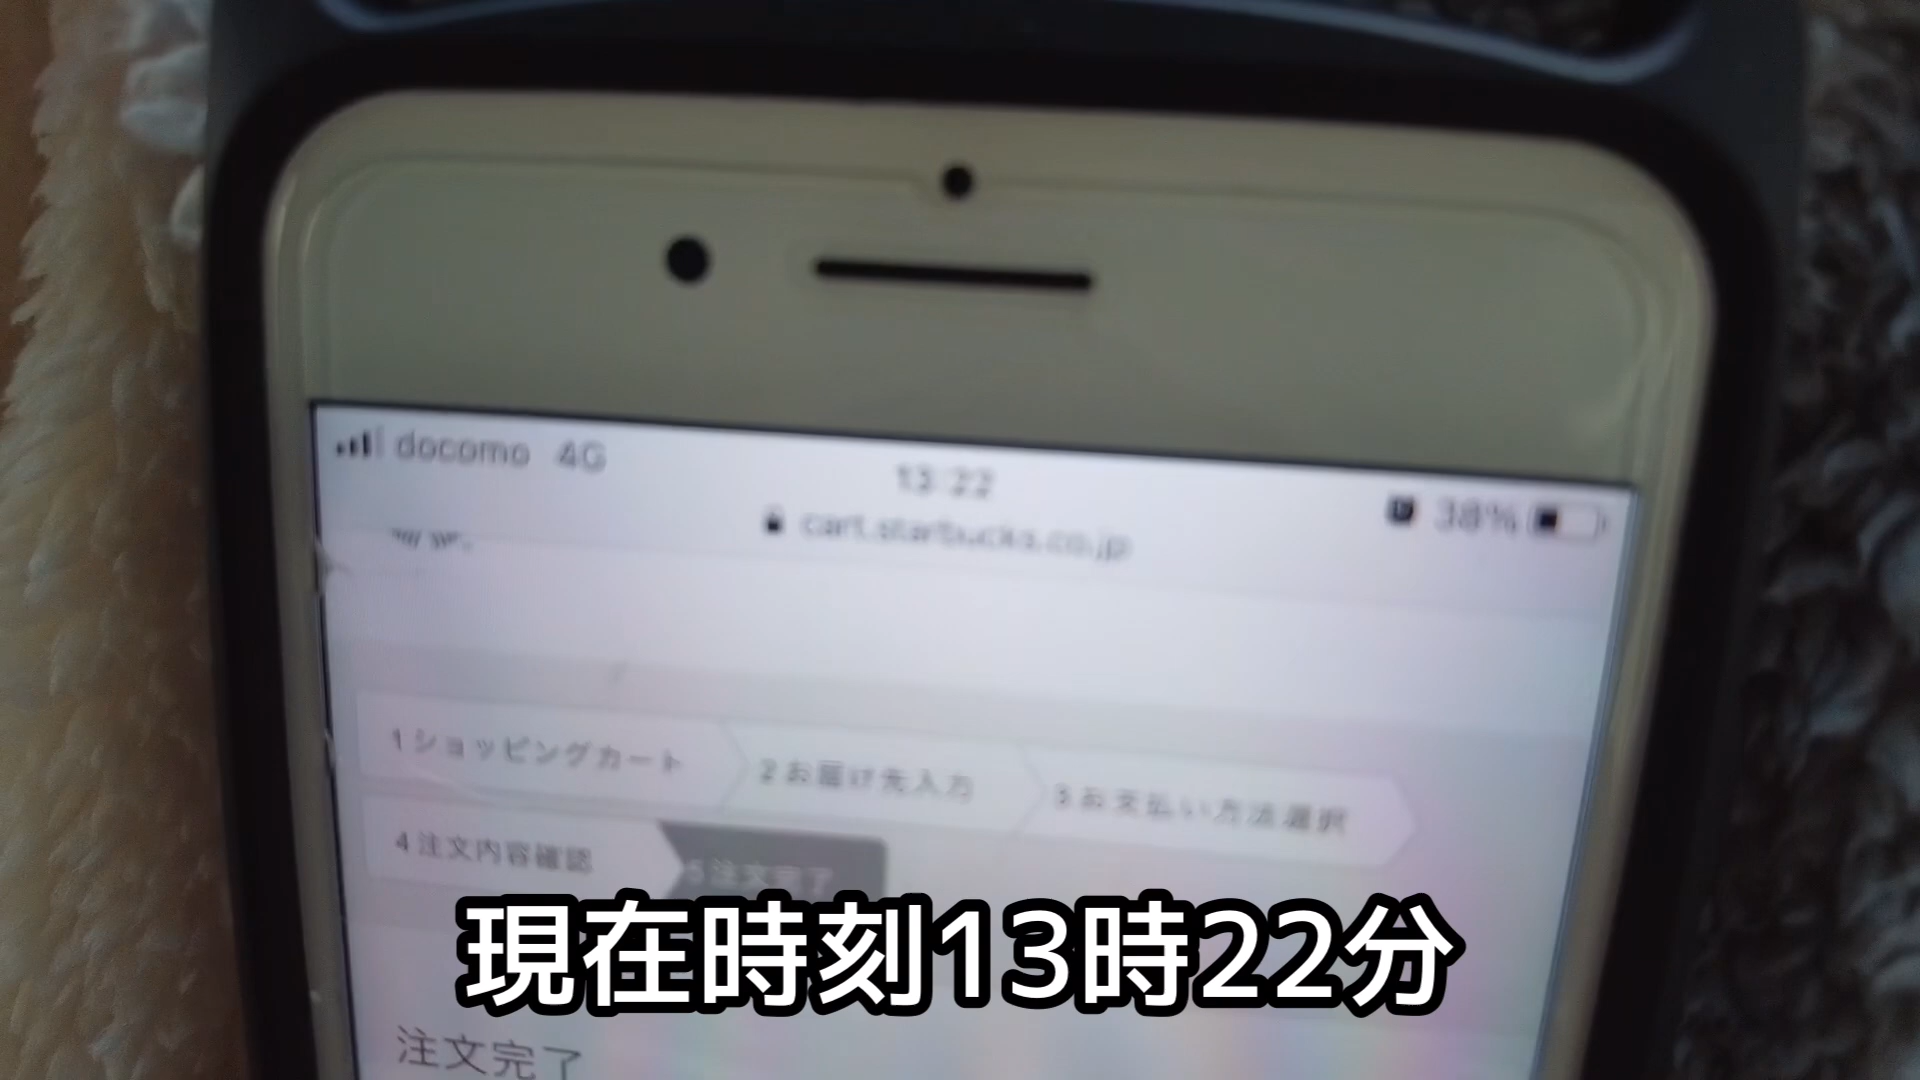 docomo 4G
13:22
38%
cart.starbucks.co.jp
1 ショッピングカート
2 お届け先入力
3 お支払い方法選択
4 注文内容確認
5 注文完了
現在時刻13時22分
注文完了